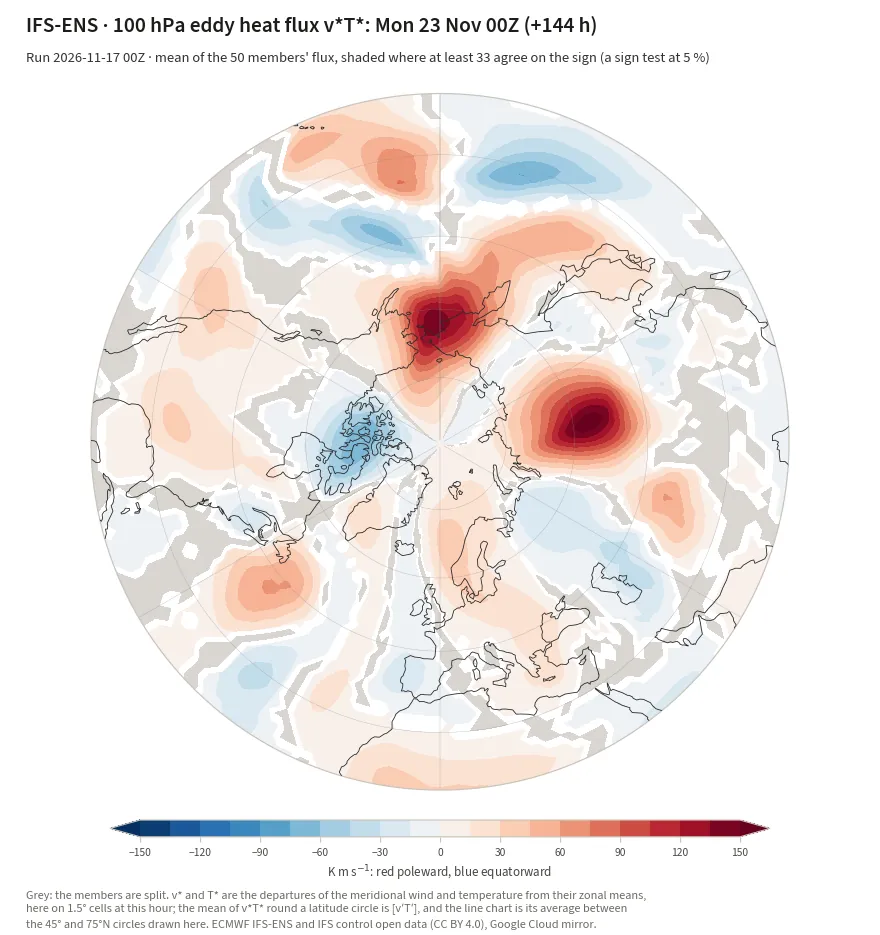 IFS-ENS · 100 hPa eddy heat flux v*T*: Mon 23 Nov 00Z (+144 h)
Run 2026-11-17 00Z · mean of the 50 members' flux, shaded where at least 33 agree on the sign (a sign test at 5 %)
−150 −120 −90 −60 −30 0 30 60 90 120 150
K m s⁻¹: red poleward, blue equatorward
Grey: the members are split. v* and T* are the departures of the meridional wind and temperature from their zonal means,
here on 1.5° cells at this hour; the mean of v*T* round a latitude circle is [v′T′], and the line chart is its average between
the 45° and 75°N circles drawn here. ECMWF IFS-ENS and IFS control open data (CC BY 4.0), Google Cloud mirror.